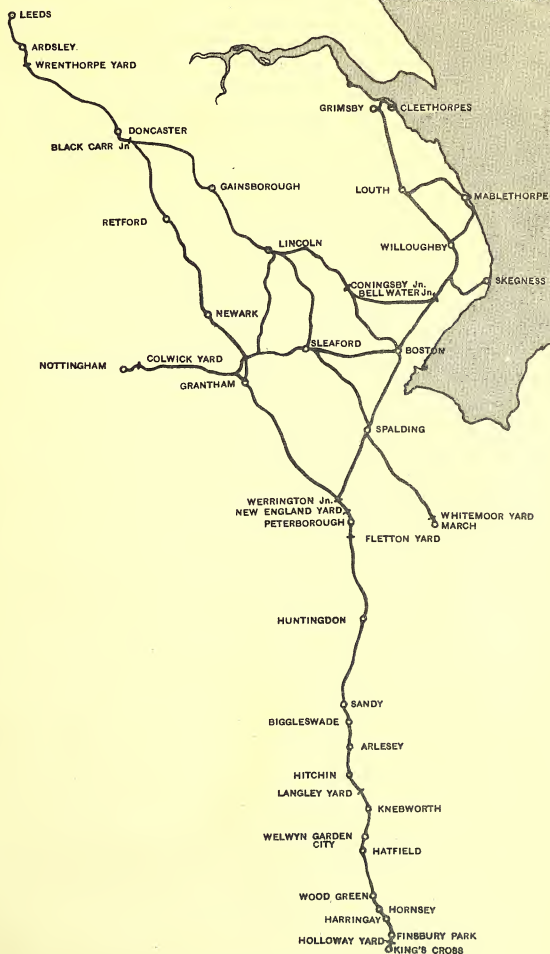 LEEDS
ARDSLEY.
WRENTHORPE YARD
DONCASTER
BLACK CARR Jn
GRIMSBY
CLEETHORPES
GAINSBOROUGH
LOUTH
MABLETHORPE
RETFORD
LINCOLN
WILLOUGHBY
CONINGSBY Jn.
BELLWATER Jn.
SKEGNESS
NEWARK
SLEAFORD
BOSTON
NOTTINGHAM
COLWICK YARD
GRANTHAM
SPALDING
WERRINGTON Jn.
NEW ENGLAND YARD
PETERBOROUGH
WHITEMOOR YARD
MARCH
FLETTON YARD
HUNTINGDON
SANDY
BIGGLESWADE
ARLESEY
HITCHIN
LANGLEY YARD
KNEBWORTH
WELWYN GARDEN
CITY
HATFIELD
WOOD GREEN
HORNSEY
HARRINGAY
FINSBURY PARK
HOLLOWAY YARD
KING'S CROSS